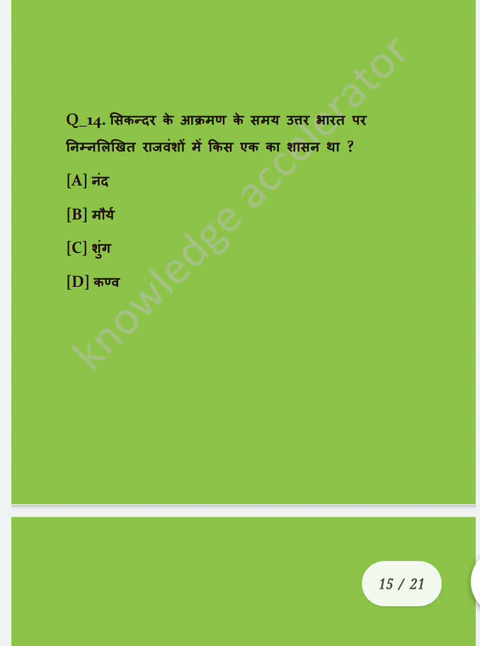 knowledge accelerator
Q_14. सिकन्दर के आक्रमण के समय उत्तर भारत पर
निम्नलिखित राजवंशों में किस एक का शासन था ?
[A] नंद
[B] मौर्य
[C] शुंग
[D] कण्व
15 / 21